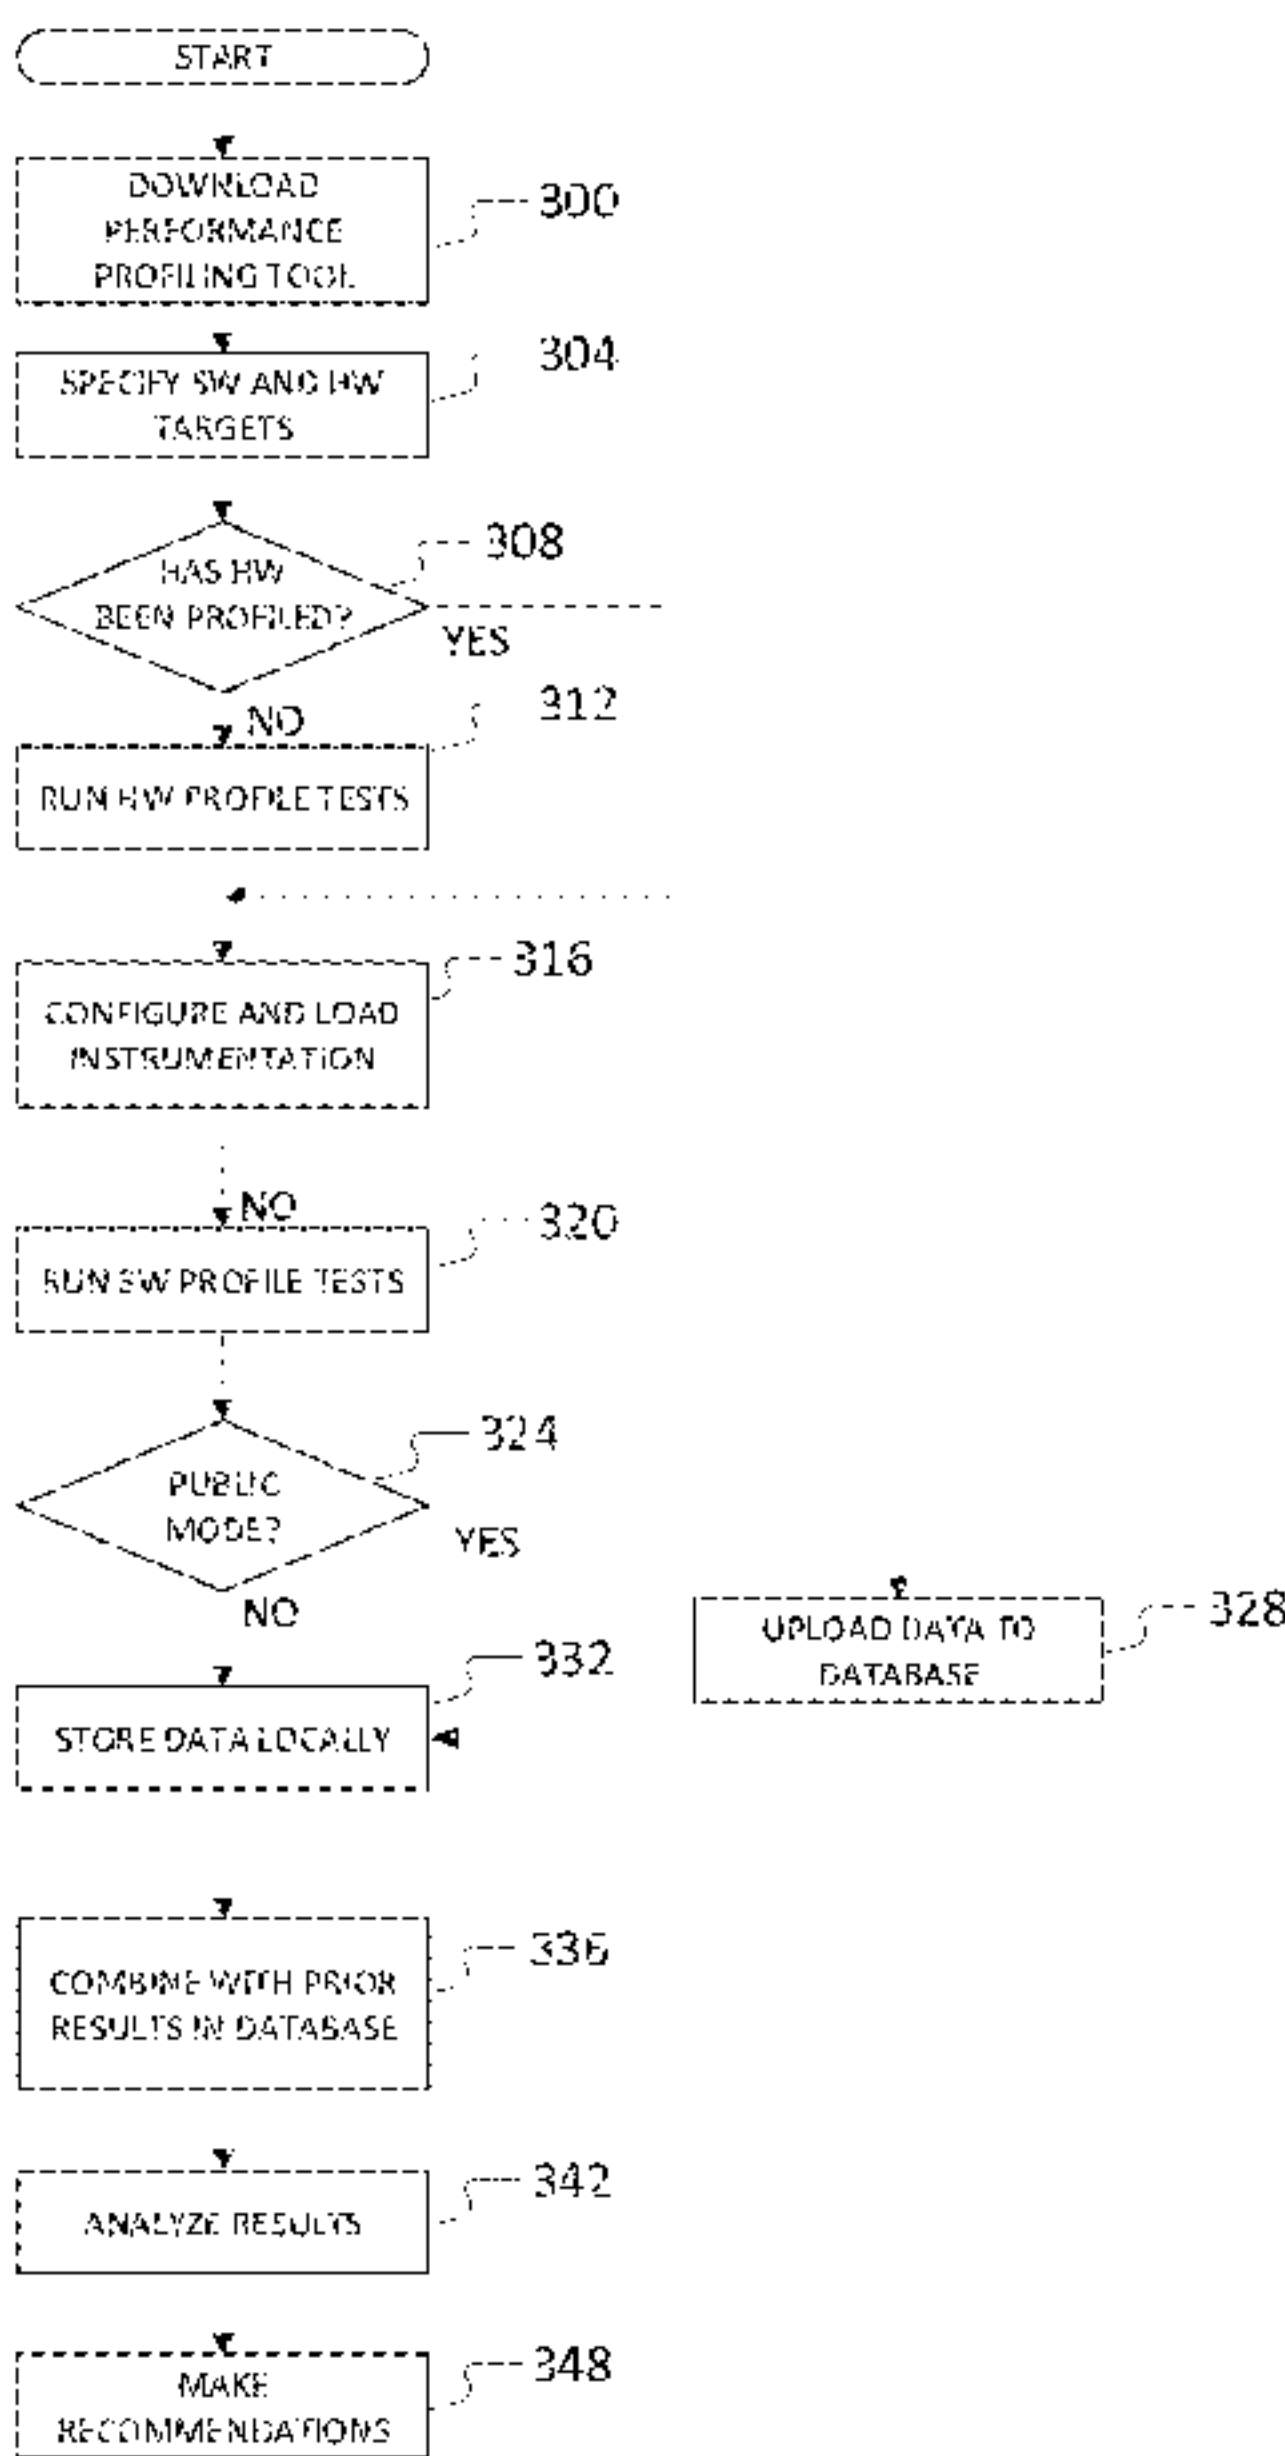 START
DOWNLOAD
PERFORMANCE
PROFILING TOOL
300
SPECIFY SW AND HW
TARGETS
304
HAS HW
BEEN PROFILED?
308
YES
NO
312
RUN HW PROFILE TESTS
316
CONFIGURE AND LOAD
INSTRUMENTATION
NO
320
RUN SW PROFILE TESTS
324
PUBLIC
MODE?
YES
NO
328
UPLOAD DATA TO
DATABASE
332
STORE DATA LOCALLY
336
COMBINE WITH PRIOR
RESULTS IN DATABASE
342
ANALYZE RESULTS
348
MAKE
RECOMMENDATIONS